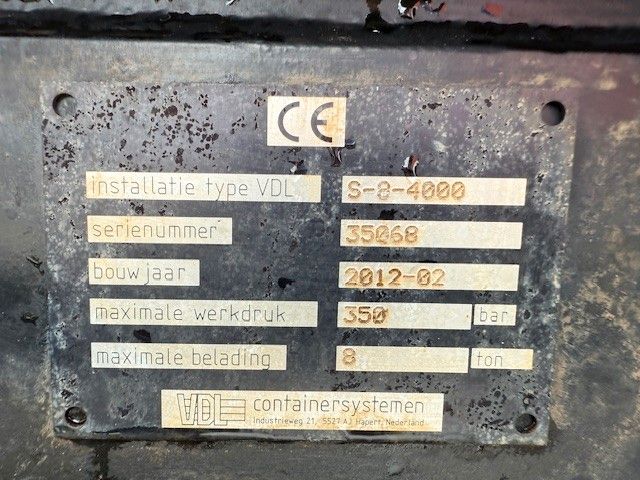 CE
installatie type VDL S-8-4000
serienummer 35068
bouwjaar 2012-02
maximale werkdruk 350 bar
maximale belading 8 ton
VDL containersystemen
Industrieweg 21, 5527 AJ Hapert, Nederland